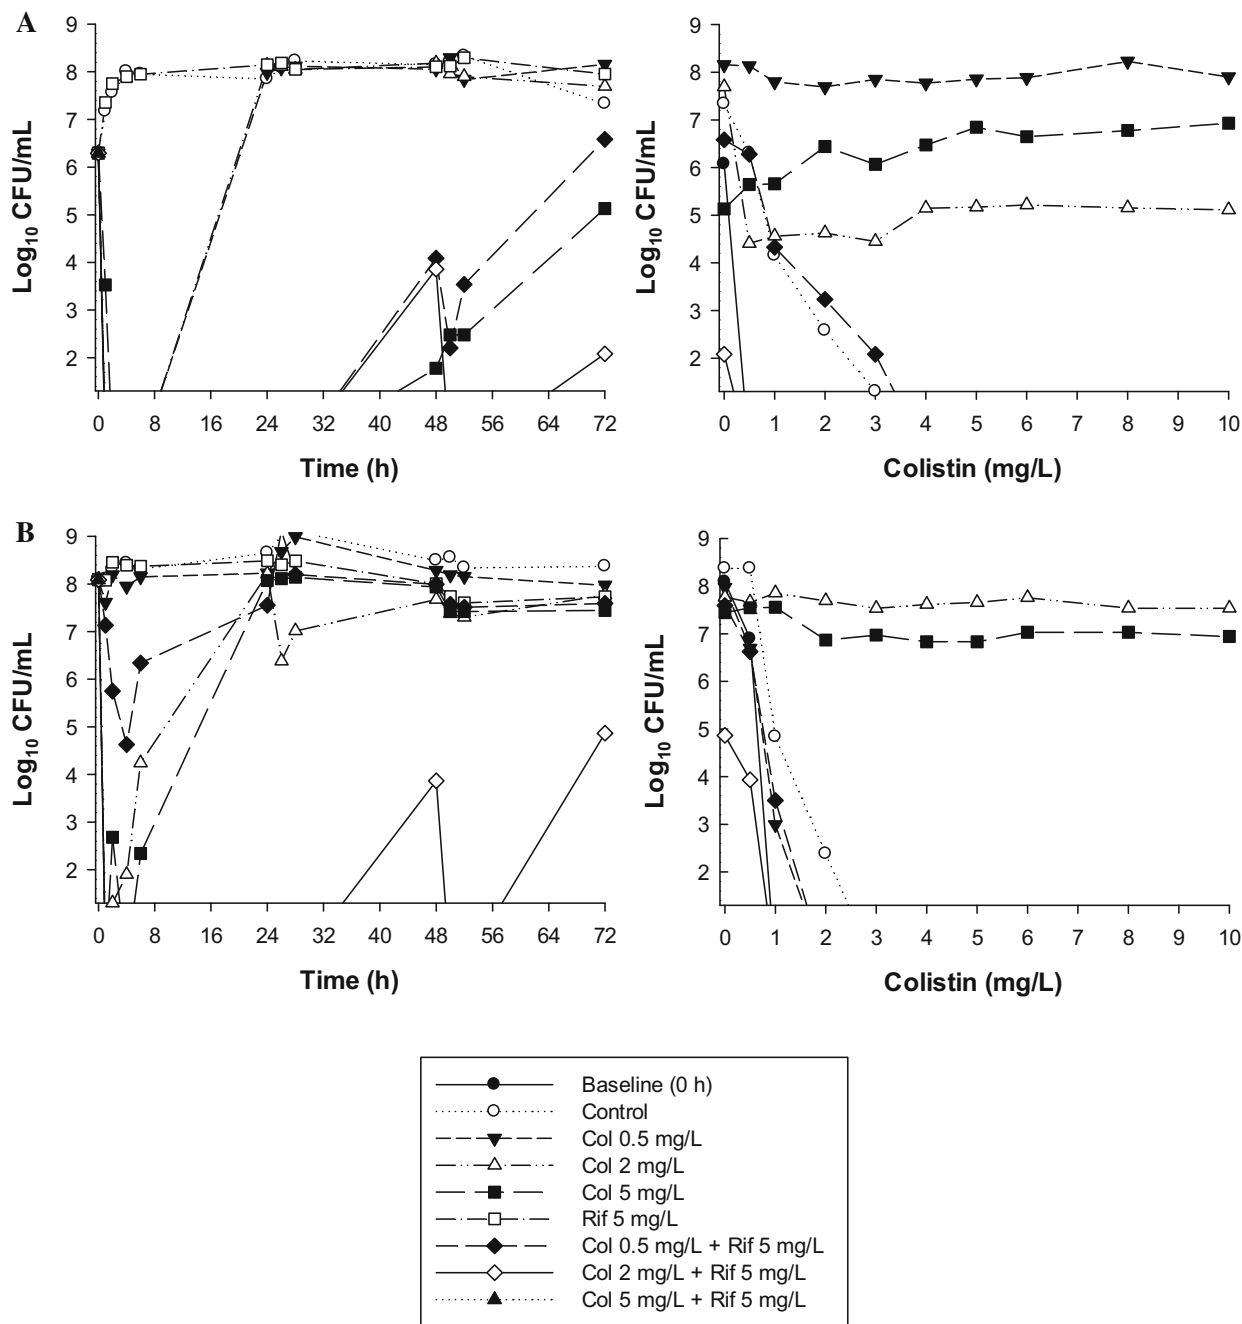 A
9
8
7
6
5
4
3
2
Log10 CFU/mL
0 8 16 24 32 40 48 56 64 72
Time (h)
9
8
7
6
5
4
3
2
Log10 CFU/mL
0 1 2 3 4 5 6 7 8 9 10
Colistin (mg/L)
B
9
8
7
6
5
4
3
2
Log10 CFU/mL
0 8 16 24 32 40 48 56 64 72
Time (h)
9
8
7
6
5
4
3
2
Log10 CFU/mL
0 1 2 3 4 5 6 7 8 9 10
Colistin (mg/L)
Baseline (0 h)
Control
Col 0.5 mg/L
Col 2 mg/L
Col 5 mg/L
Rif 5 mg/L
Col 0.5 mg/L + Rif 5 mg/L
Col 2 mg/L + Rif 5 mg/L
Col 5 mg/L + Rif 5 mg/L